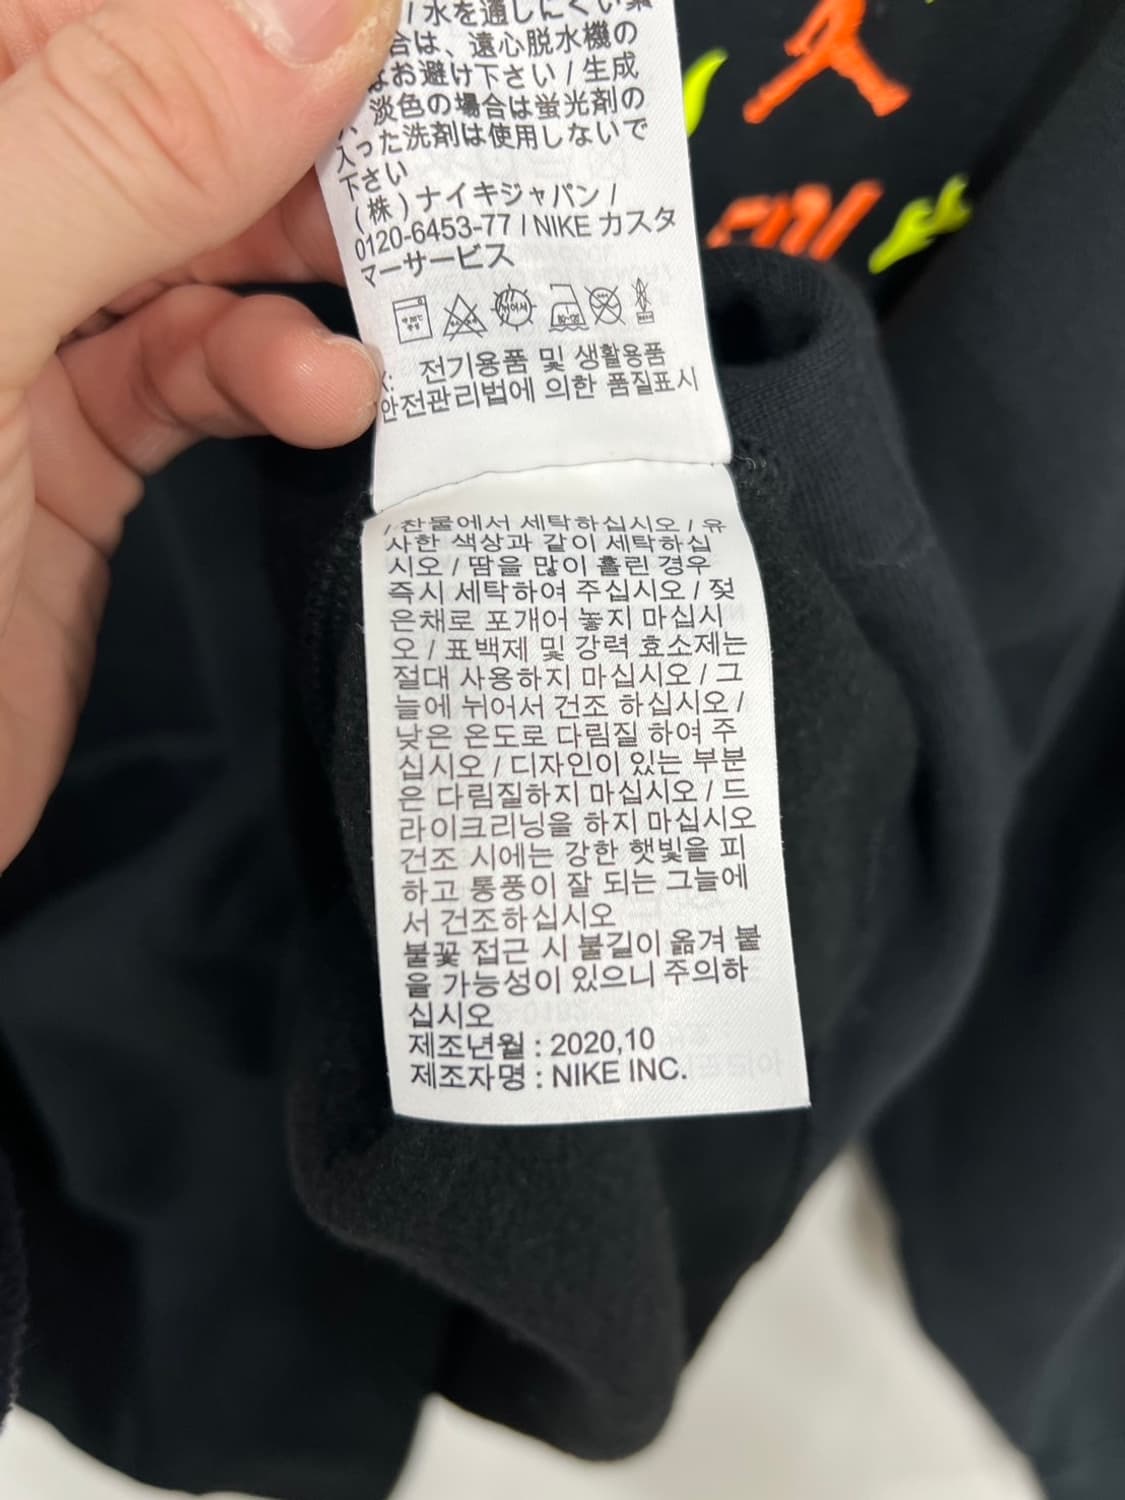 / 水を通しにくい
合は、遠心脱水機の
はお避け下さい / 生成
、淡色の場合は蛍光剤の
入った洗剤は使用しないで
下さい
(株) ナイキジャパン /
0120-6453-77 / NIKE カスタ
マーサービス
뉘어서
전기용품 및 생활용품
안전관리법에 의한 품질표시
/ 찬물에서 세탁하십시오 / 유
사한 색상과 같이 세탁하십
시오 / 땀을 많이 흘린 경우
즉시 세탁하여 주십시오 / 젖
은채로 포개어 놓지 마십시
오 / 표백제 및 강력 효소제는
절대 사용하지 마십시오 / 그
늘에 뉘어서 건조 하십시오 /
낮은 온도로 다림질 하여 주
십시오 / 디자인이 있는 부분
은 다림질하지 마십시오 / 드
라이크리닝을 하지 마십시오
건조 시에는 강한 햇빛을 피
하고 통풍이 잘 되는 그늘에
서 건조하십시오
불꽃 접근 시 불길이 옮겨 붙
을 가능성이 있으니 주의하
십시오
제조년월 : 2020,10
제조자명 : NIKE INC.